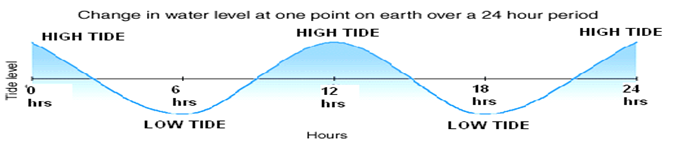 Change in water level at one point on earth over a 24 hour period
HIGH TIDE
HIGH TIDE
HIGH TIDE
Tide level
0
hrs
6
hrs
12
hrs
18
hrs
24
hrs
LOW TIDE
LOW TIDE
Hours